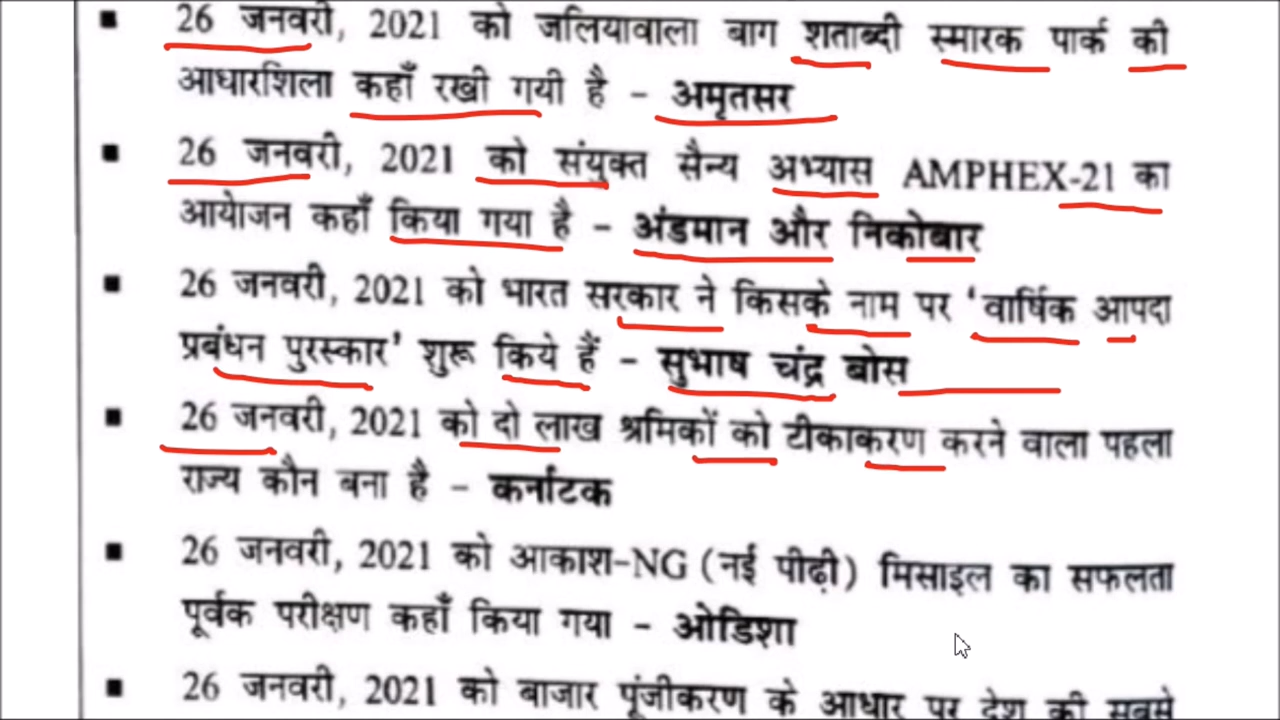 ▪ 26 जनवरी, 2021 को जलियावाला बाग शताब्दी स्मारक पार्क की
आधारशिला कहाँ रखी गयी है - अमृतसर
▪ 26 जनवरी, 2021 को संयुक्त सैन्य अभ्यास AMPHEX-21 का
आयोजन कहाँ किया गया है - अंडमान और निकोबार
▪ 26 जनवरी, 2021 को भारत सरकार ने किसके नाम पर 'वार्षिक आपदा
प्रबंधन पुरस्कार' शुरू किये हैं - सुभाष चंद्र बोस
▪ 26 जनवरी, 2021 को दो लाख श्रमिकों को टीकाकरण करने वाला पहला
राज्य कौन बना है - कर्नाटक
▪ 26 जनवरी, 2021 को आकाश-NG (नई पीढ़ी) मिसाइल का सफलता
पूर्वक परीक्षण कहाँ किया गया - ओडिशा
▪ 26 जनवरी, 2021 को बाजार पूंजीकरण के आधार पर देश की सबसे